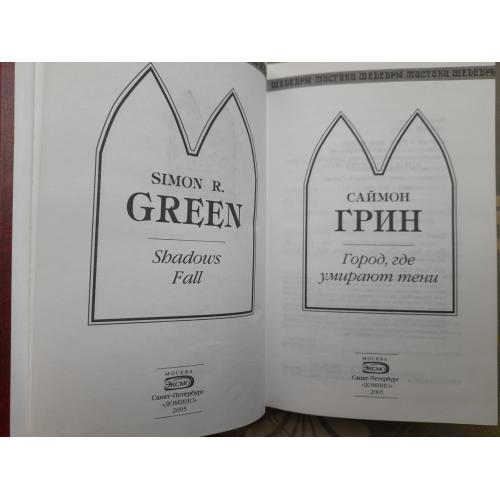 SIMON R.
GREEN
Shadows
Fall
МОСКВА
ЭКСМО
Санкт-Петербург
«ДОМИНО»
2005
ШЕДЕВРЫ МИСТИКИ ШЕДЕВРЫ МИСТИКИ ШЕДЕВРЫ
САЙМОН
ГРИН
Город, где
умирают тени
МОСКВА
ЭКСМО
Санкт-Петербург
«ДОМИНО»
2005